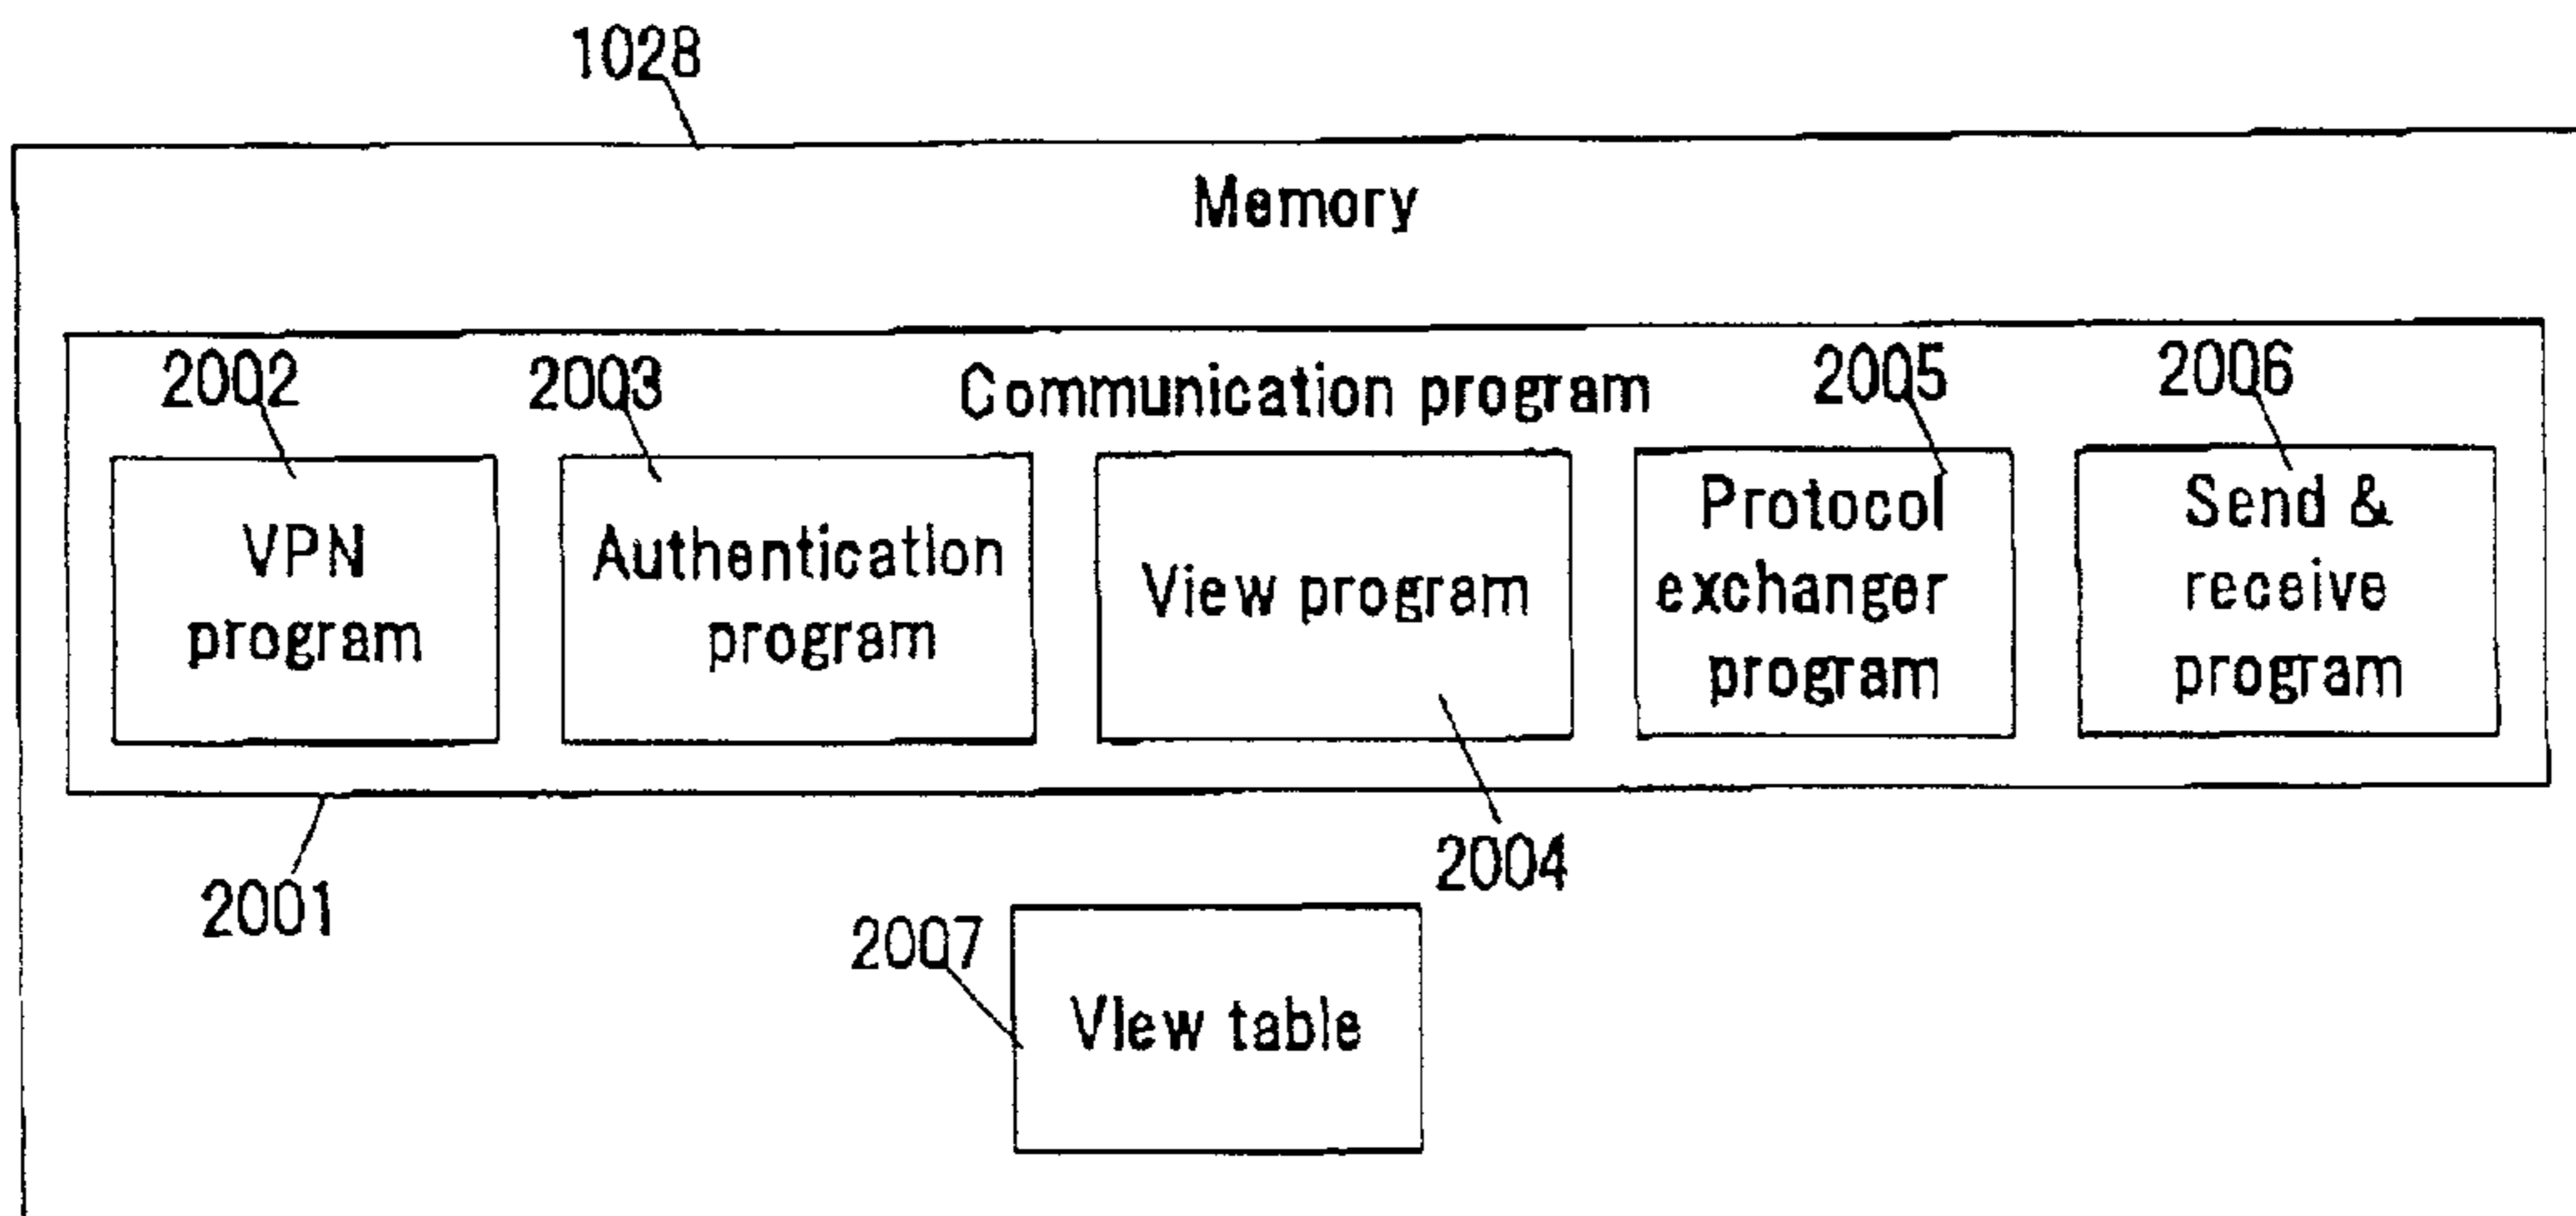 1028
Memory
2002
2003
Communication program
2005
2006
VPN
program
Authentication
program
View program
Protocol
exchanger
program
Send &
receive
program
2001
2004
2007
View table